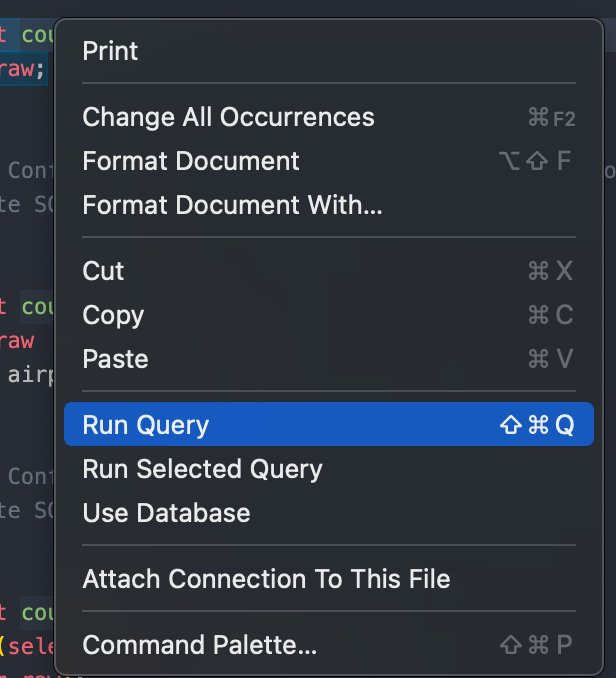 t cou
raw;
Print
Change All Occurrences ⌘F2
Conf
Format Document ⌥⇧F
te SQ
Format Document With...
Cut ⌘X
t cou
Copy ⌘C
raw
Paste ⌘V
airp
Run Query ⇧⌘Q
Conf
Run Selected Query
te SQ
Use Database
Attach Connection To This File
t cou
(sele
Command Palette... ⇧⌘P